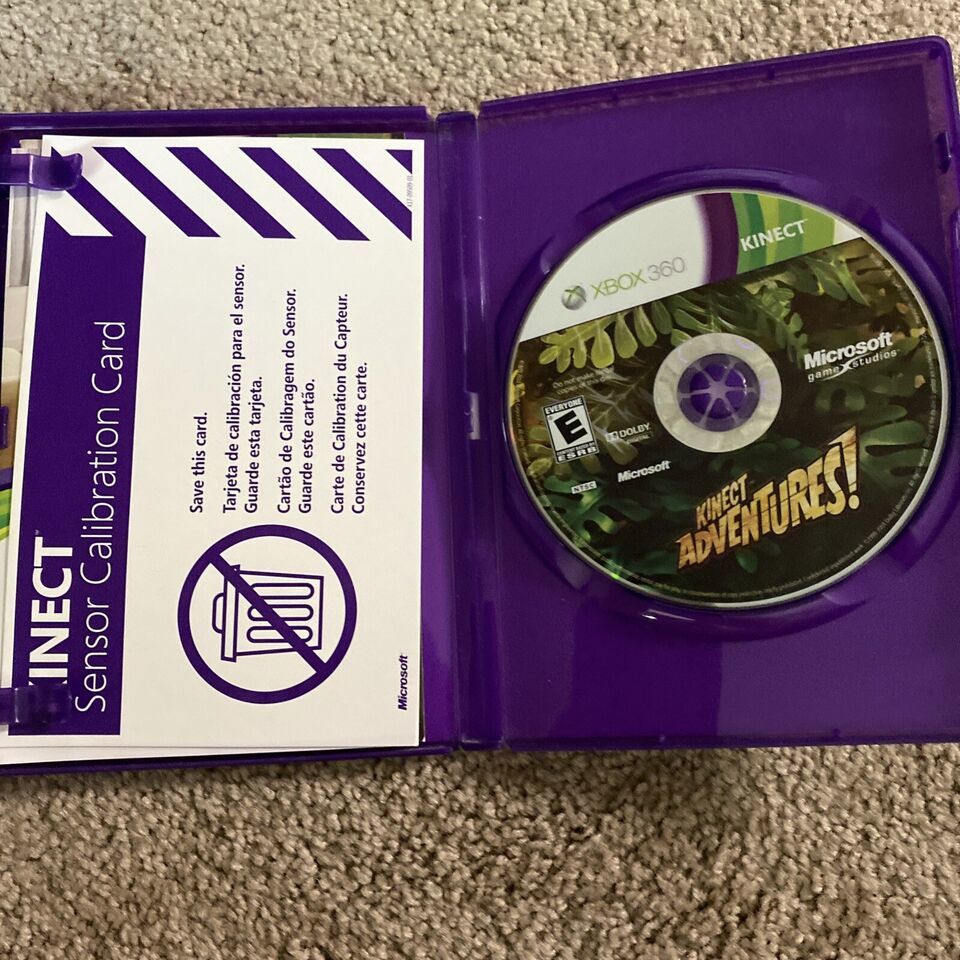 KINECT
Sensor Calibration Card
Save this card.
Tarjeta de calibración para el sensor.
Guarde esta tarjeta.
Cartão de Calibragem do Sensor.
Guarde este cartão.
Carte de Calibration du Capteur.
Conservez cette carte.
Microsoft
XBOX 360
KINECT
Microsoft
game studios
EVERYONE
E
ESRB
DOLBY
DIGITAL
NTSC
Microsoft
KINECT
ADVENTURES!